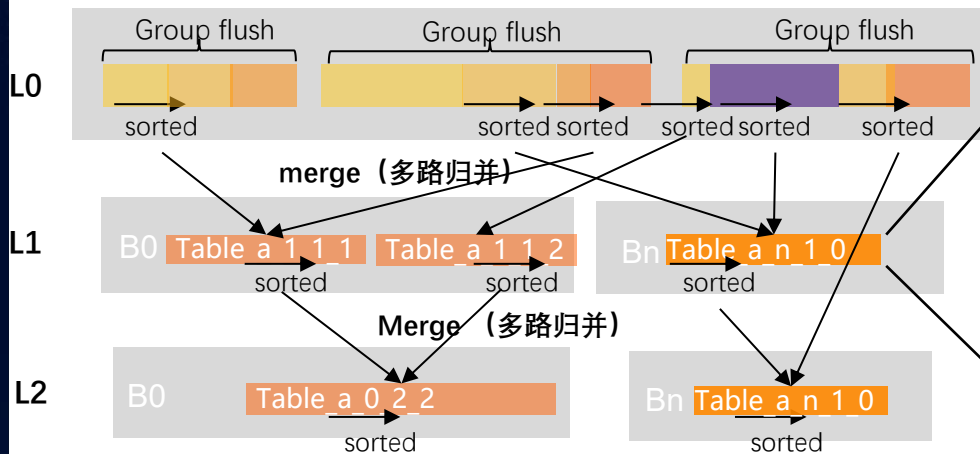 Group flush
Group flush
Group flush
L0
sorted
sorted
sorted
sorted
sorted
sorted
merge（多路归并）
L1
B0
Table_a_1_1_1
Table_a_1_1_2
Bn
Table_a_n_1_0
sorted
sorted
sorted
Merge （多路归并）
L2
B0
Table_a_0_2_2
Bn
Table_a_n_1_0
sorted
sorted